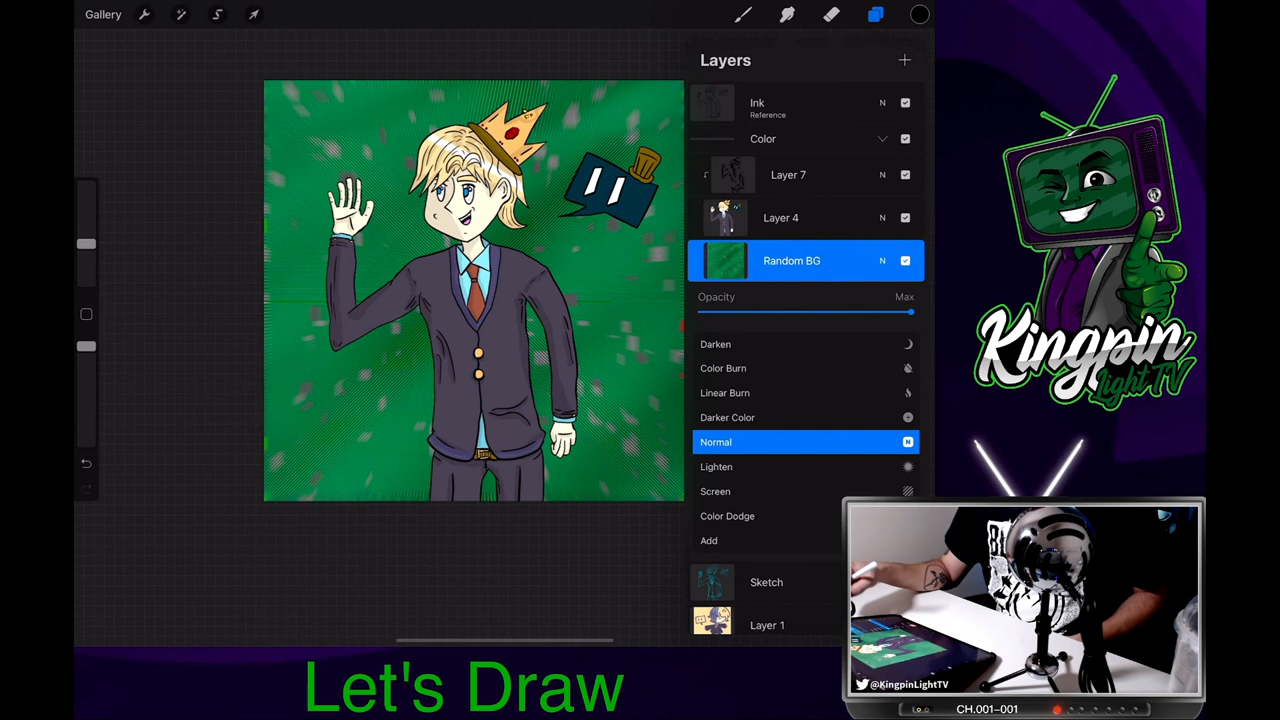 Gallery
Layers
Ink
N
Reference
Color
Layer 7
N
Layer 4
N
Random BG
N
Opacity
Max
Darken
Color Burn
Linear Burn
Darker Color
Normal
N
Lighten
Screen
Color Dodge
Add
Sketch
Layer 1
Kingpin
Light TV
@KingpinLightTV
CH.001-001
Let's Draw